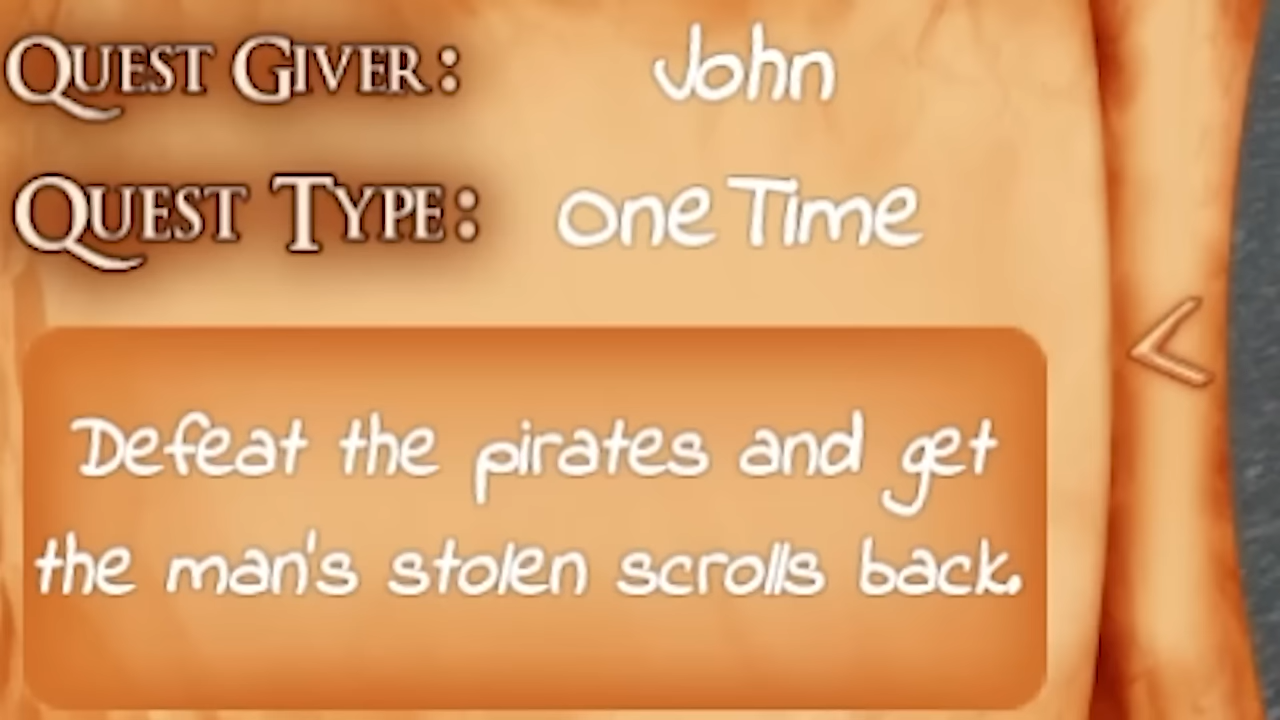 Quest Giver: John
Quest Type: One Time
Defeat the pirates and get
the man's stolen scrolls back.
<